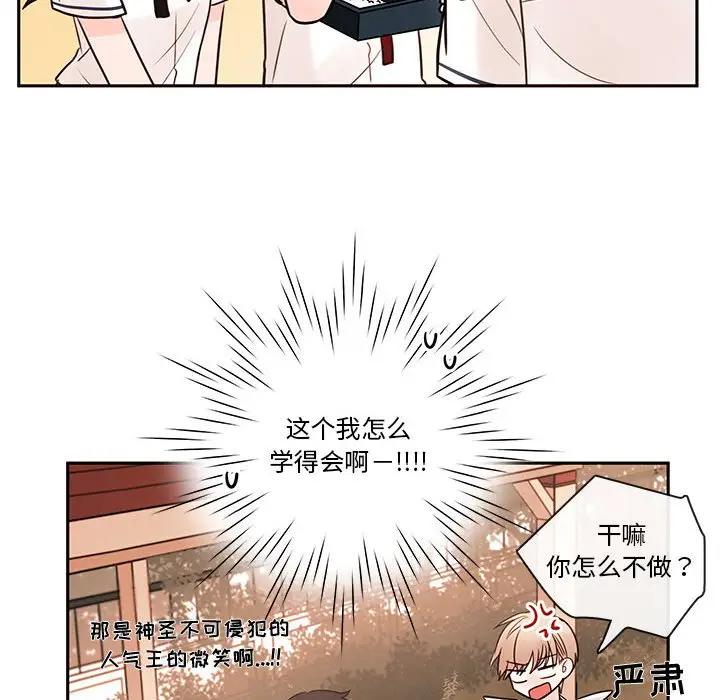 这个我怎么
学得会啊－!!!!
干嘛
你怎么不做？
那是神圣不可侵犯的
人气王的微笑啊...!!
严肃